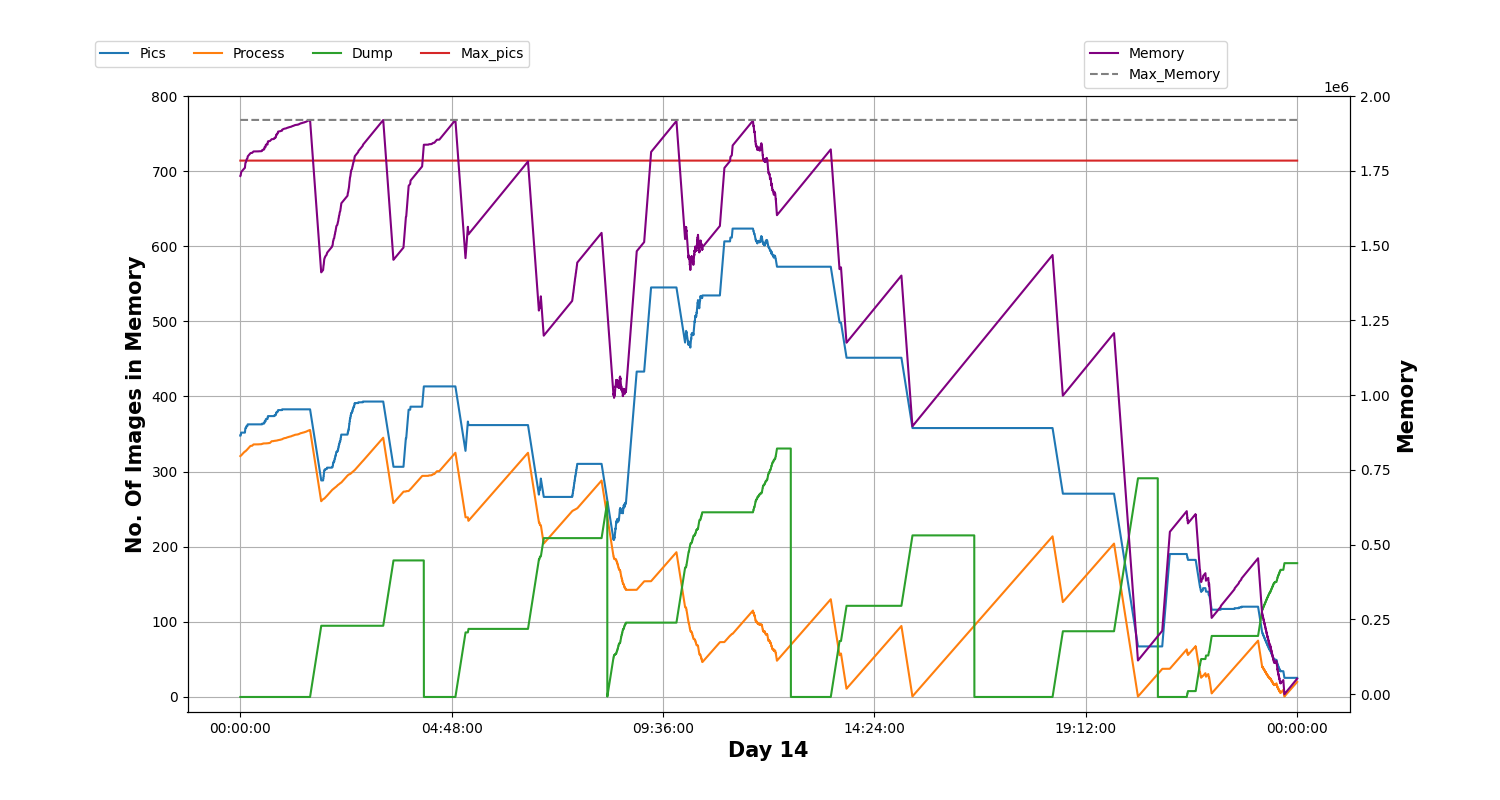 Pics Process Dump Max_pics
Memory
Max_Memory
1e6
No. Of Images in Memory
800
700
600
500
400
300
200
100
0
2.00
1.75
1.50
1.25
1.00
0.75
0.50
0.25
0.00
Memory
00:00:00 04:48:00 09:36:00 14:24:00 19:12:00 00:00:00
Day 14